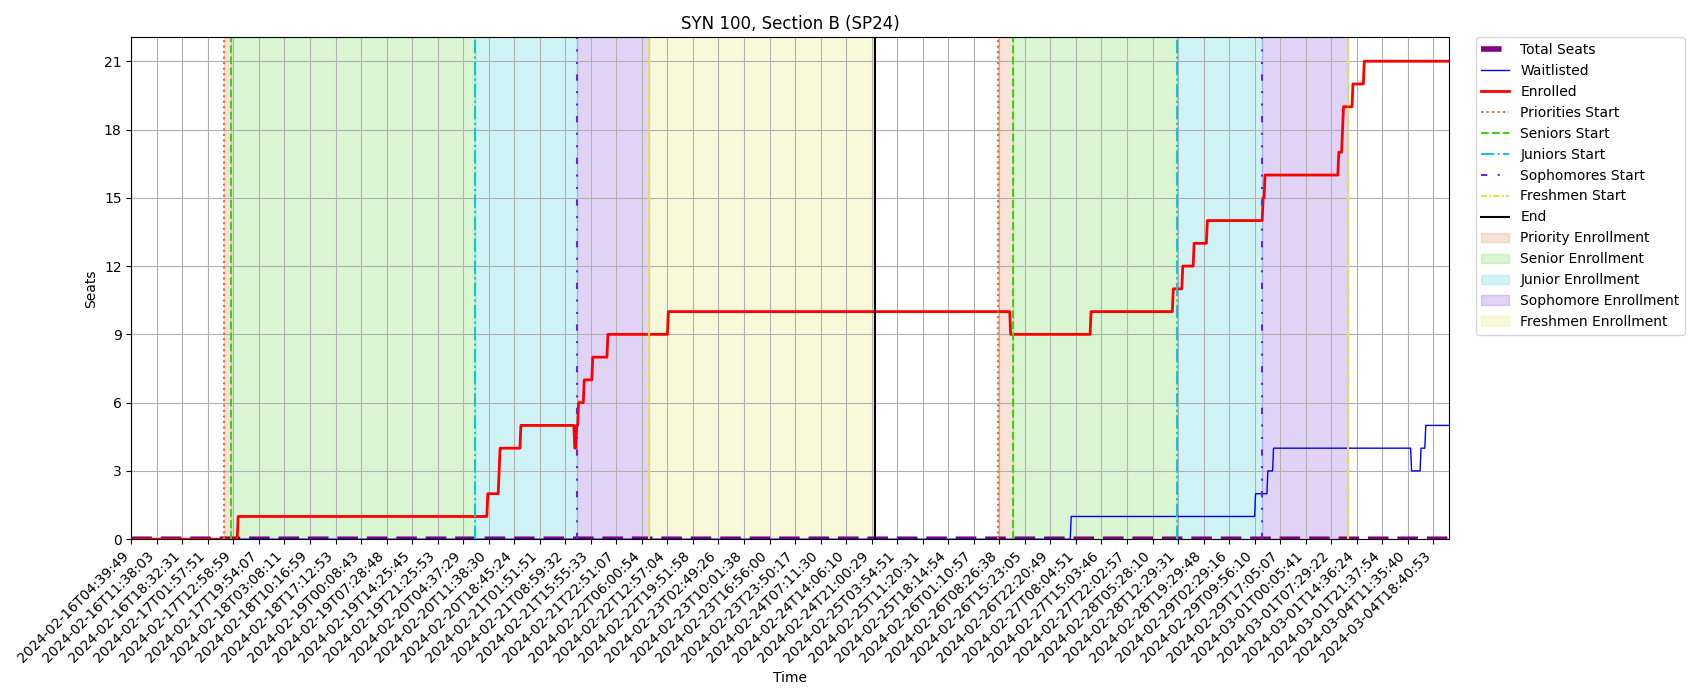 SYN 100, Section B (SP24)
Seats
21
18
15
12
9
6
3
0
2024-02-16T04:39:49
2024-02-16T11:38:03
2024-02-16T18:32:31
2024-02-17T01:57:51
2024-02-17T12:58:59
2024-02-17T19:54:07
2024-02-18T03:08:11
2024-02-18T10:16:59
2024-02-18T17:12:53
2024-02-19T00:08:43
2024-02-19T07:28:48
2024-02-19T14:25:45
2024-02-19T21:25:53
2024-02-20T04:37:29
2024-02-20T11:38:30
2024-02-20T18:45:24
2024-02-21T01:51:51
2024-02-21T08:59:32
2024-02-21T15:55:33
2024-02-21T22:51:07
2024-02-22T06:00:54
2024-02-22T12:57:04
2024-02-22T19:51:58
2024-02-23T02:49:26
2024-02-23T10:01:38
2024-02-23T16:56:00
2024-02-23T23:50:17
2024-02-24T07:11:30
2024-02-24T14:06:10
2024-02-24T21:00:29
2024-02-25T03:54:51
2024-02-25T11:20:31
2024-02-25T18:14:54
2024-02-26T01:10:57
2024-02-26T08:26:38
2024-02-26T15:23:05
2024-02-26T22:20:49
2024-02-27T08:04:51
2024-02-27T15:03:46
2024-02-27T22:02:57
2024-02-28T05:28:10
2024-02-28T12:29:31
2024-02-28T19:29:48
2024-02-29T02:29:16
2024-02-29T09:56:10
2024-02-29T17:05:07
2024-03-01T00:05:41
2024-03-01T07:29:22
2024-03-01T14:36:24
2024-03-01T21:37:54
2024-03-04T11:35:40
2024-03-04T18:40:53
Time
Total Seats
Waitlisted
Enrolled
Priorities Start
Seniors Start
Juniors Start
Sophomores Start
Freshmen Start
End
Priority Enrollment
Senior Enrollment
Junior Enrollment
Sophomore Enrollment
Freshmen Enrollment